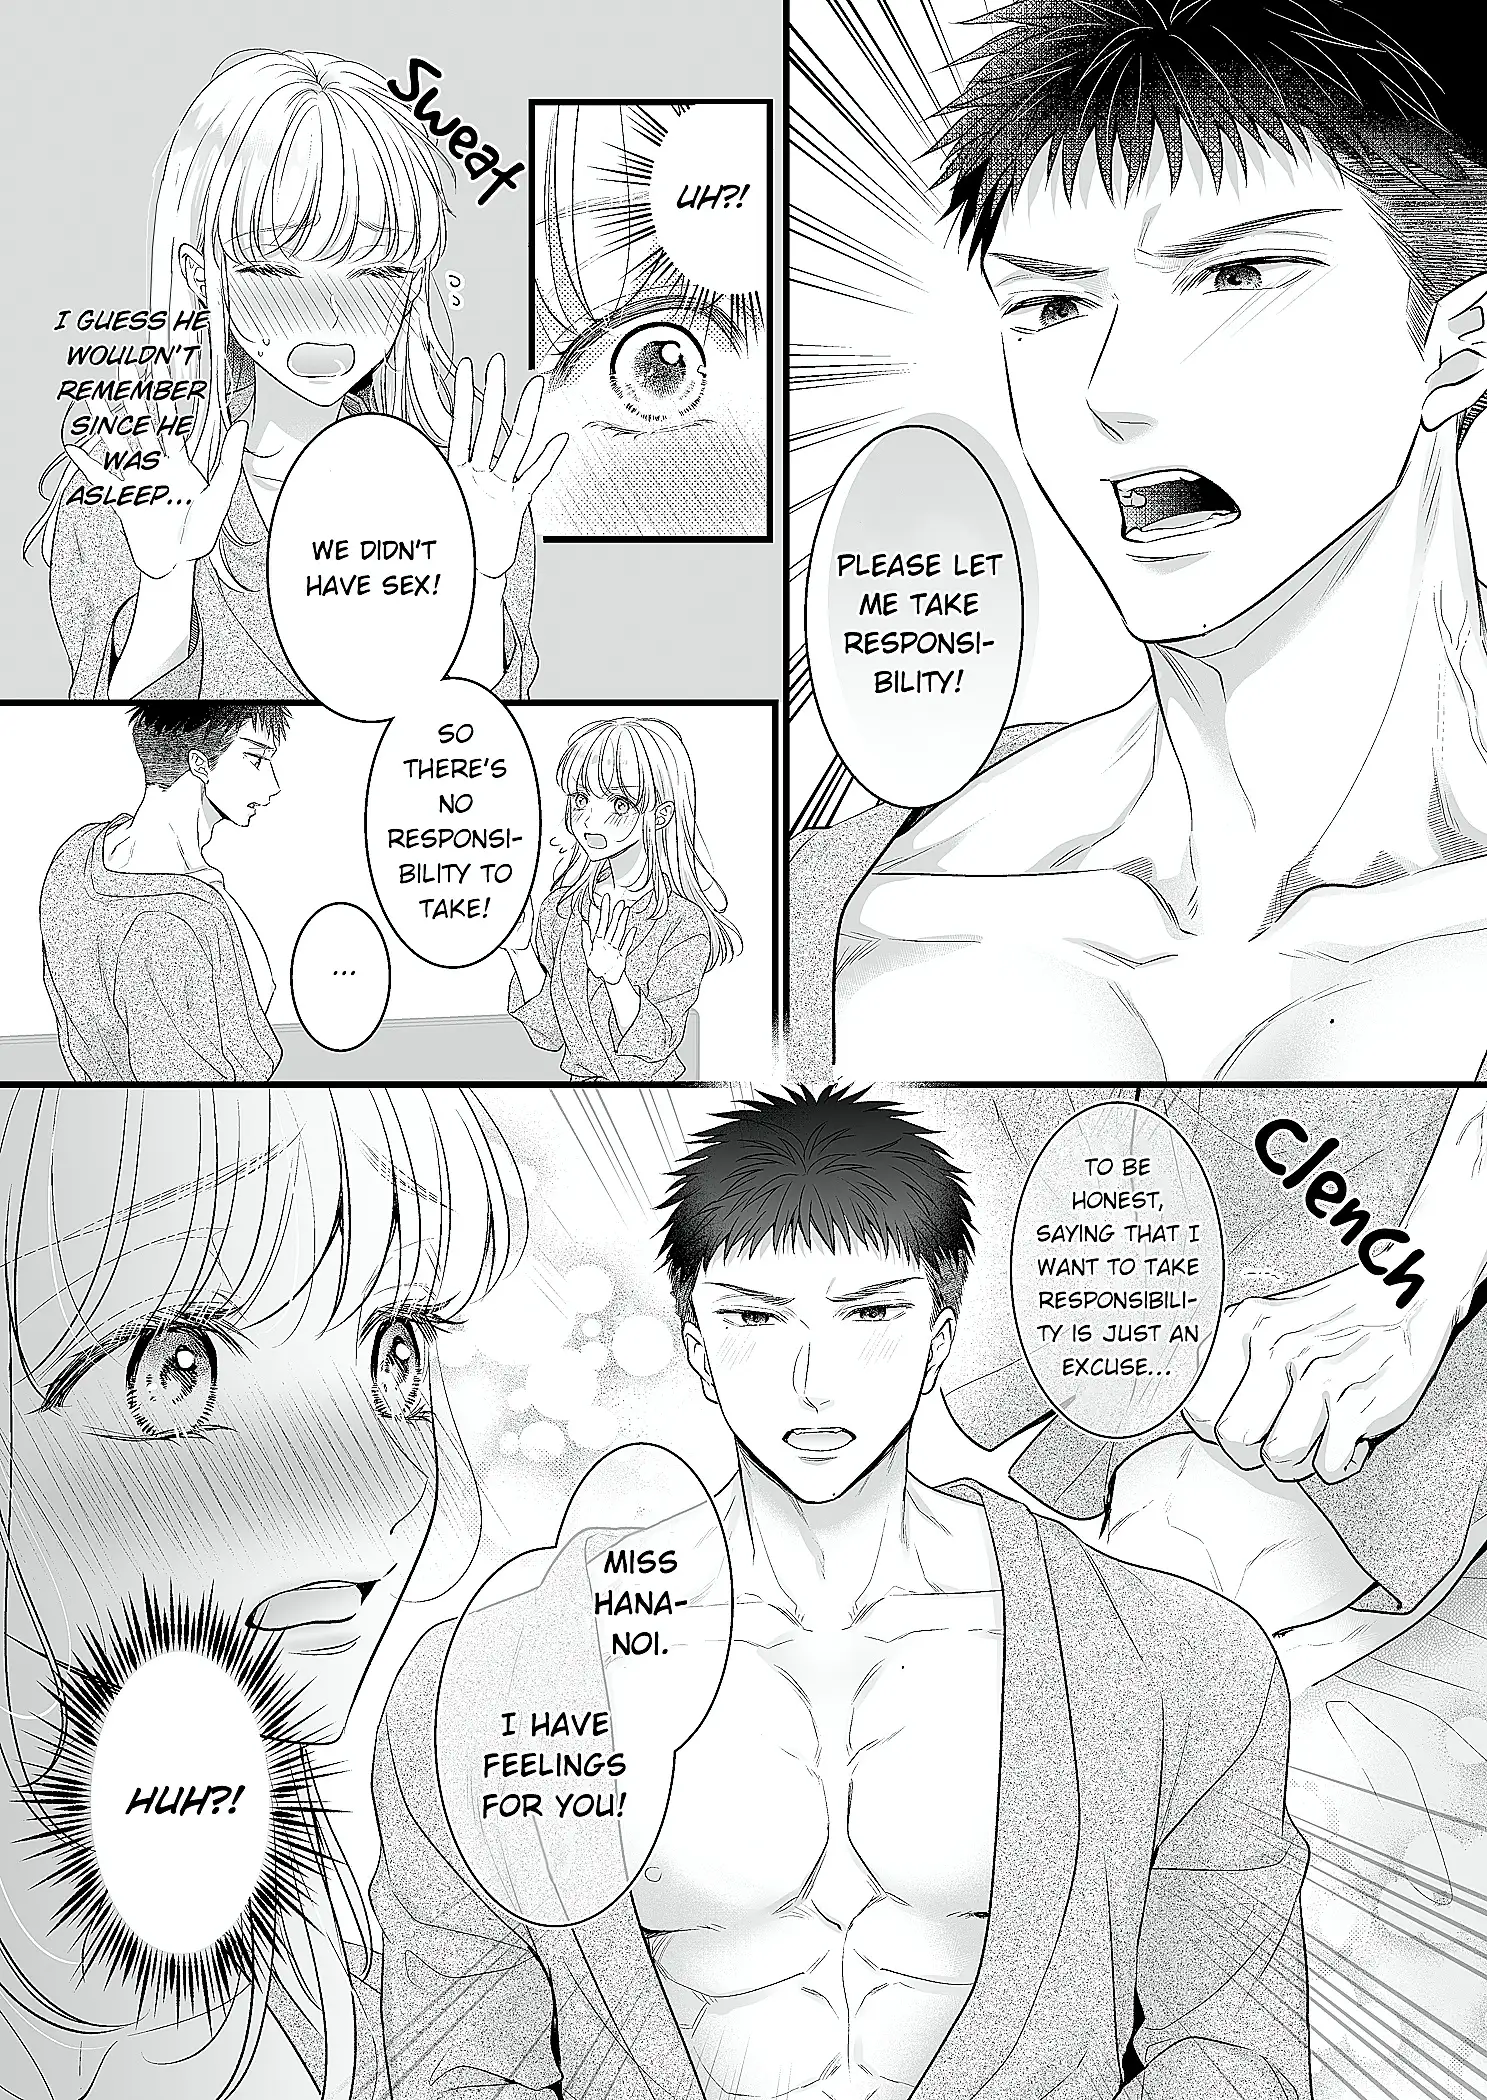 PLEASE LET
ME TAKE
RESPONSI-
BILITY!
UH?!
Sweat
WE DIDN'T
HAVE SEX!
I GUESS HE
WOULDN'T
REMEMBER
SINCE HE
WAS
ASLEEP...
SO
THERE'S
NO
RESPONSI-
BILITY TO
TAKE!
...
Clench
TO BE
HONEST,
SAYING THAT I
WANT TO TAKE
RESPONSIBILI-
TY IS JUST AN
EXCUSE...
MISS
HANA-
NOI.
I HAVE
FEELINGS
FOR YOU!
HUH?!